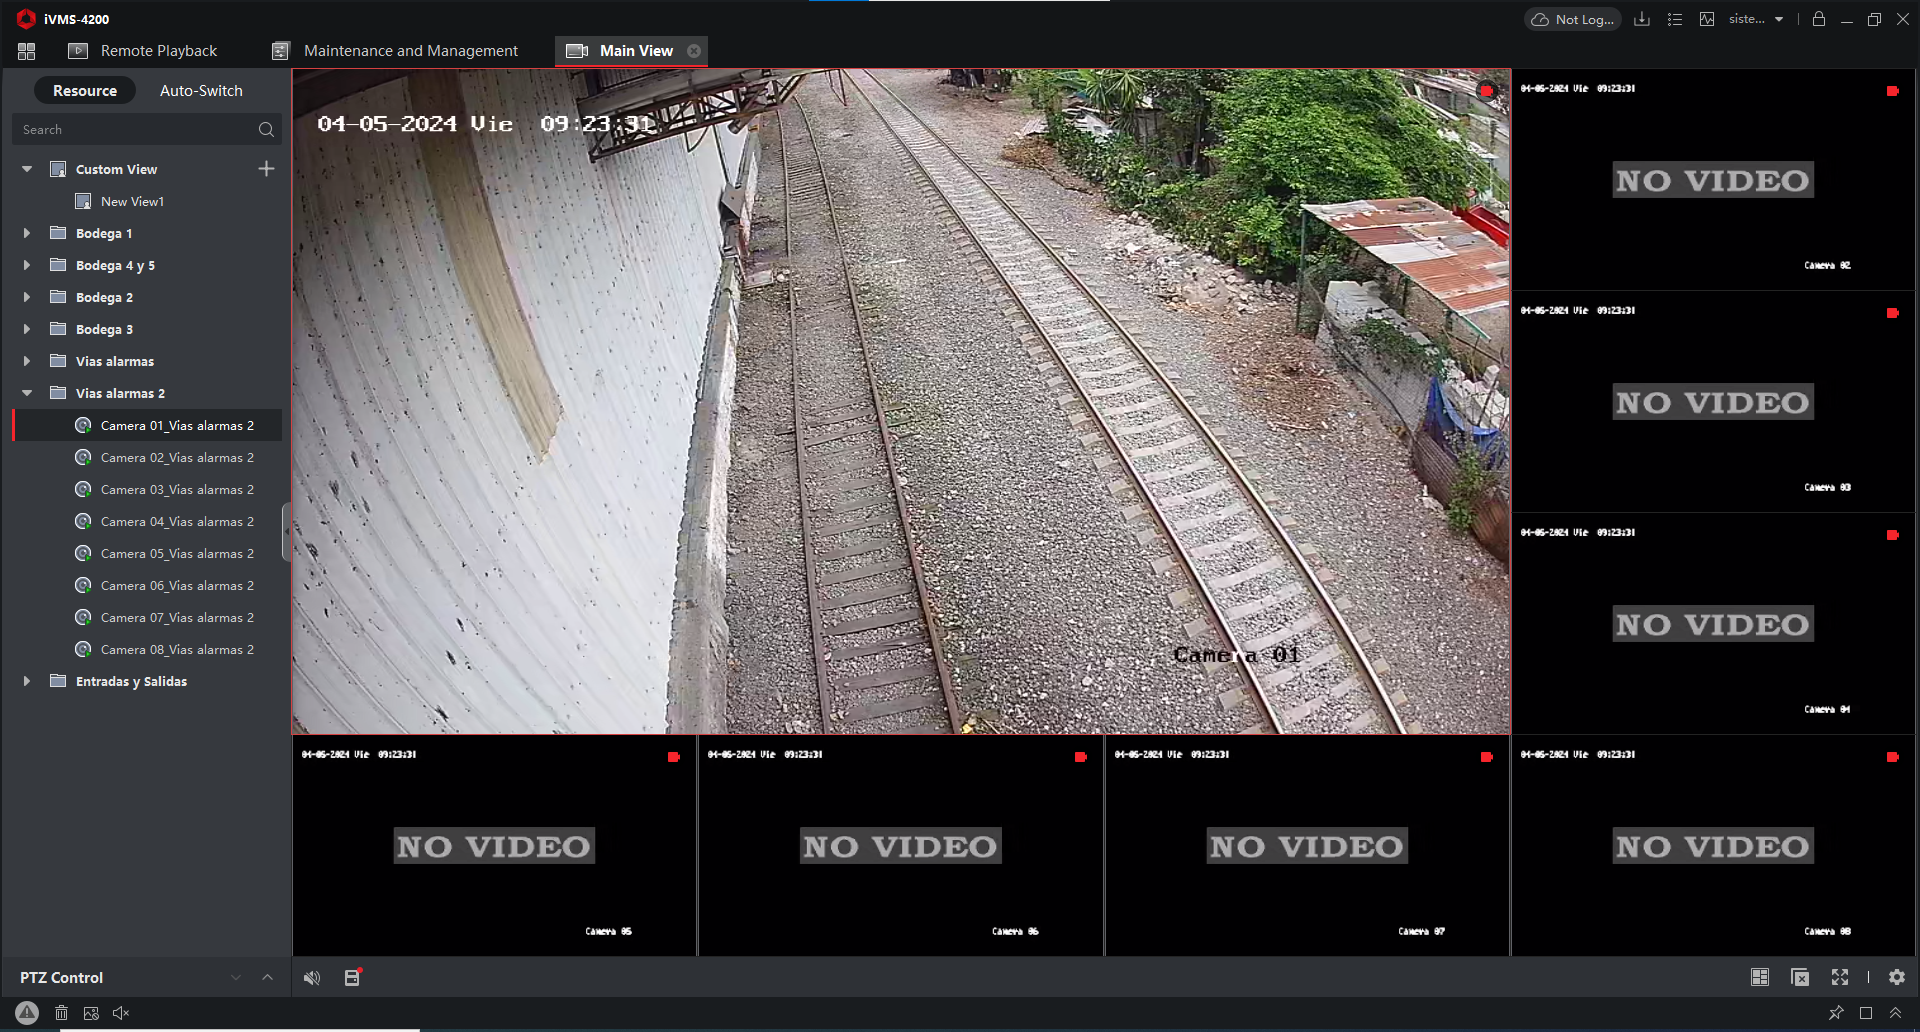 iVMS-4200
Not Log...
siste...
Remote Playback
Maintenance and Management
Main View
Resource
Auto-Switch
Search
Custom View
New View1
Bodega 1
Bodega 4 y 5
Bodega 2
Bodega 3
Vias alarmas
Vias alarmas 2
Camera 01_Vias alarmas 2
Camera 02_Vias alarmas 2
Camera 03_Vias alarmas 2
Camera 04_Vias alarmas 2
Camera 05_Vias alarmas 2
Camera 06_Vias alarmas 2
Camera 07_Vias alarmas 2
Camera 08_Vias alarmas 2
Entradas y Salidas
PTZ Control
04-05-2024 Vie 09:23:31
Camera 01
04-05-2024 Vie 09:23:31
NO VIDEO
Camera 02
04-05-2024 Vie 09:23:31
NO VIDEO
Camera 03
04-05-2024 Vie 09:23:31
NO VIDEO
Camera 04
04-05-2024 Vie 09:23:31
NO VIDEO
Camera 05
04-05-2024 Vie 09:23:31
NO VIDEO
Camera 06
04-05-2024 Vie 09:23:31
NO VIDEO
Camera 07
04-05-2024 Vie 09:23:31
NO VIDEO
Camera 08